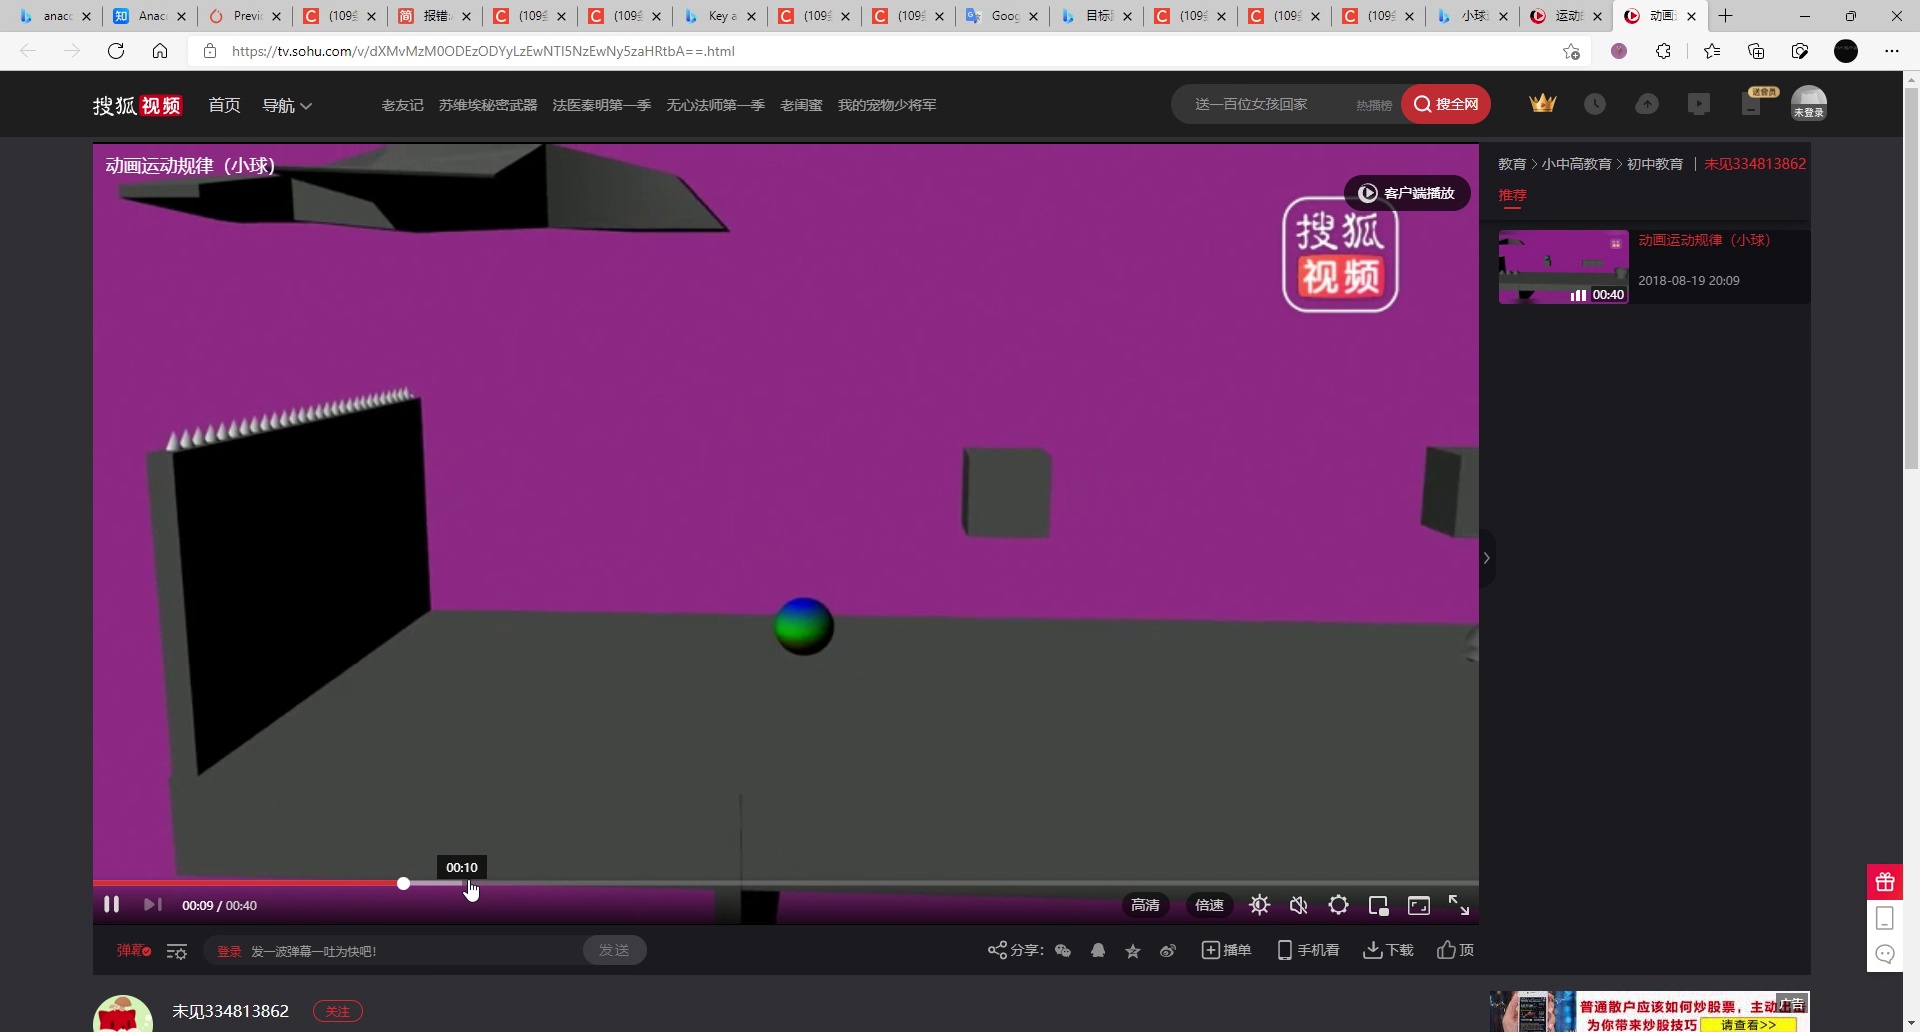 anacc
Anac
Previc
(109
报错:
(109
(109
Key a
(109
(109
Goog
目标
(109
(109
(109
小球
运动
动画
https://tv.sohu.com/v/dXMvMzM0ODEzODYyLzEwNTI5NzEwNy5zaHRtbA==.html
搜狐视频
首页
导航
老友记
苏维埃秘密武器
法医秦明第一季
无心法师第一季
老闺蜜
我的宠物少将军
送一百位女孩回家
热播榜
搜全网
送会员
未登录
动画运动规律（小球）
客户端播放
搜狐
视频
教育 > 小中高教育 > 初中教育 | 未见334813862
推荐
动画运动规律（小球）
2018-08-19 20:09
00:40
00:10
00:09 / 00:40
高清
倍速
弹幕
登录 发一波弹幕一吐为快吧!
发送
分享:
播单
手机看
下载
顶
未见334813862
关注
普通散户应该如何炒股票，主动出
广告
为你带来炒股技巧
请查看>>